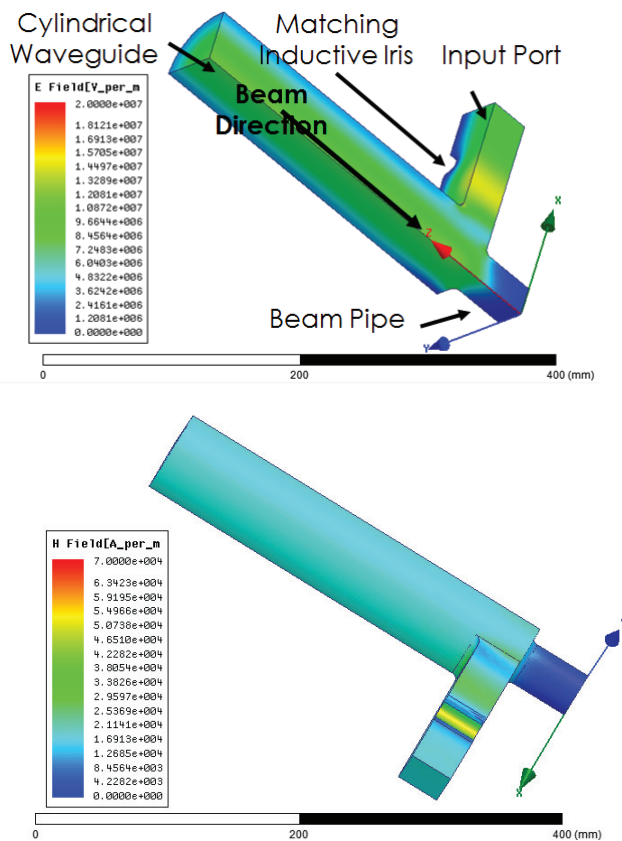 Cylindrical
Waveguide
Matching
Inductive Iris
Input Port
Beam
Direction
E Field[V_per_m
2.0000e+007
1.8121e+007
1.6913e+007
1.5705e+007
1.4497e+007
1.3289e+007
1.2081e+007
1.0872e+007
9.6644e+006
8.4564e+006
7.2483e+006
6.0403e+006
4.8322e+006
3.6242e+006
2.4161e+006
1.2081e+006
0.0000e+000
X
Z
Beam Pipe
Y
0
200
400 (mm)
H Field[A_per_m
7.0000e+004
6.3423e+004
5.9195e+004
5.4966e+004
5.0738e+004
4.6510e+004
4.2282e+004
3.8054e+004
3.3826e+004
2.9597e+004
2.5369e+004
2.1141e+004
1.6913e+004
1.2685e+004
8.4564e+003
4.2282e+003
0.0000e+000
X
0
200
400 (mm)